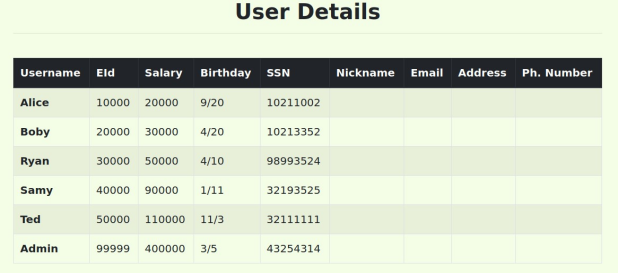 User Details
Username EId Salary Birthday SSN Nickname Email Address Ph. Number
Alice 10000 20000 9/20 10211002
Boby 20000 30000 4/20 10213352
Ryan 30000 50000 4/10 98993524
Samy 40000 90000 1/11 32193525
Ted 50000 110000 11/3 32111111
Admin 99999 400000 3/5 43254314